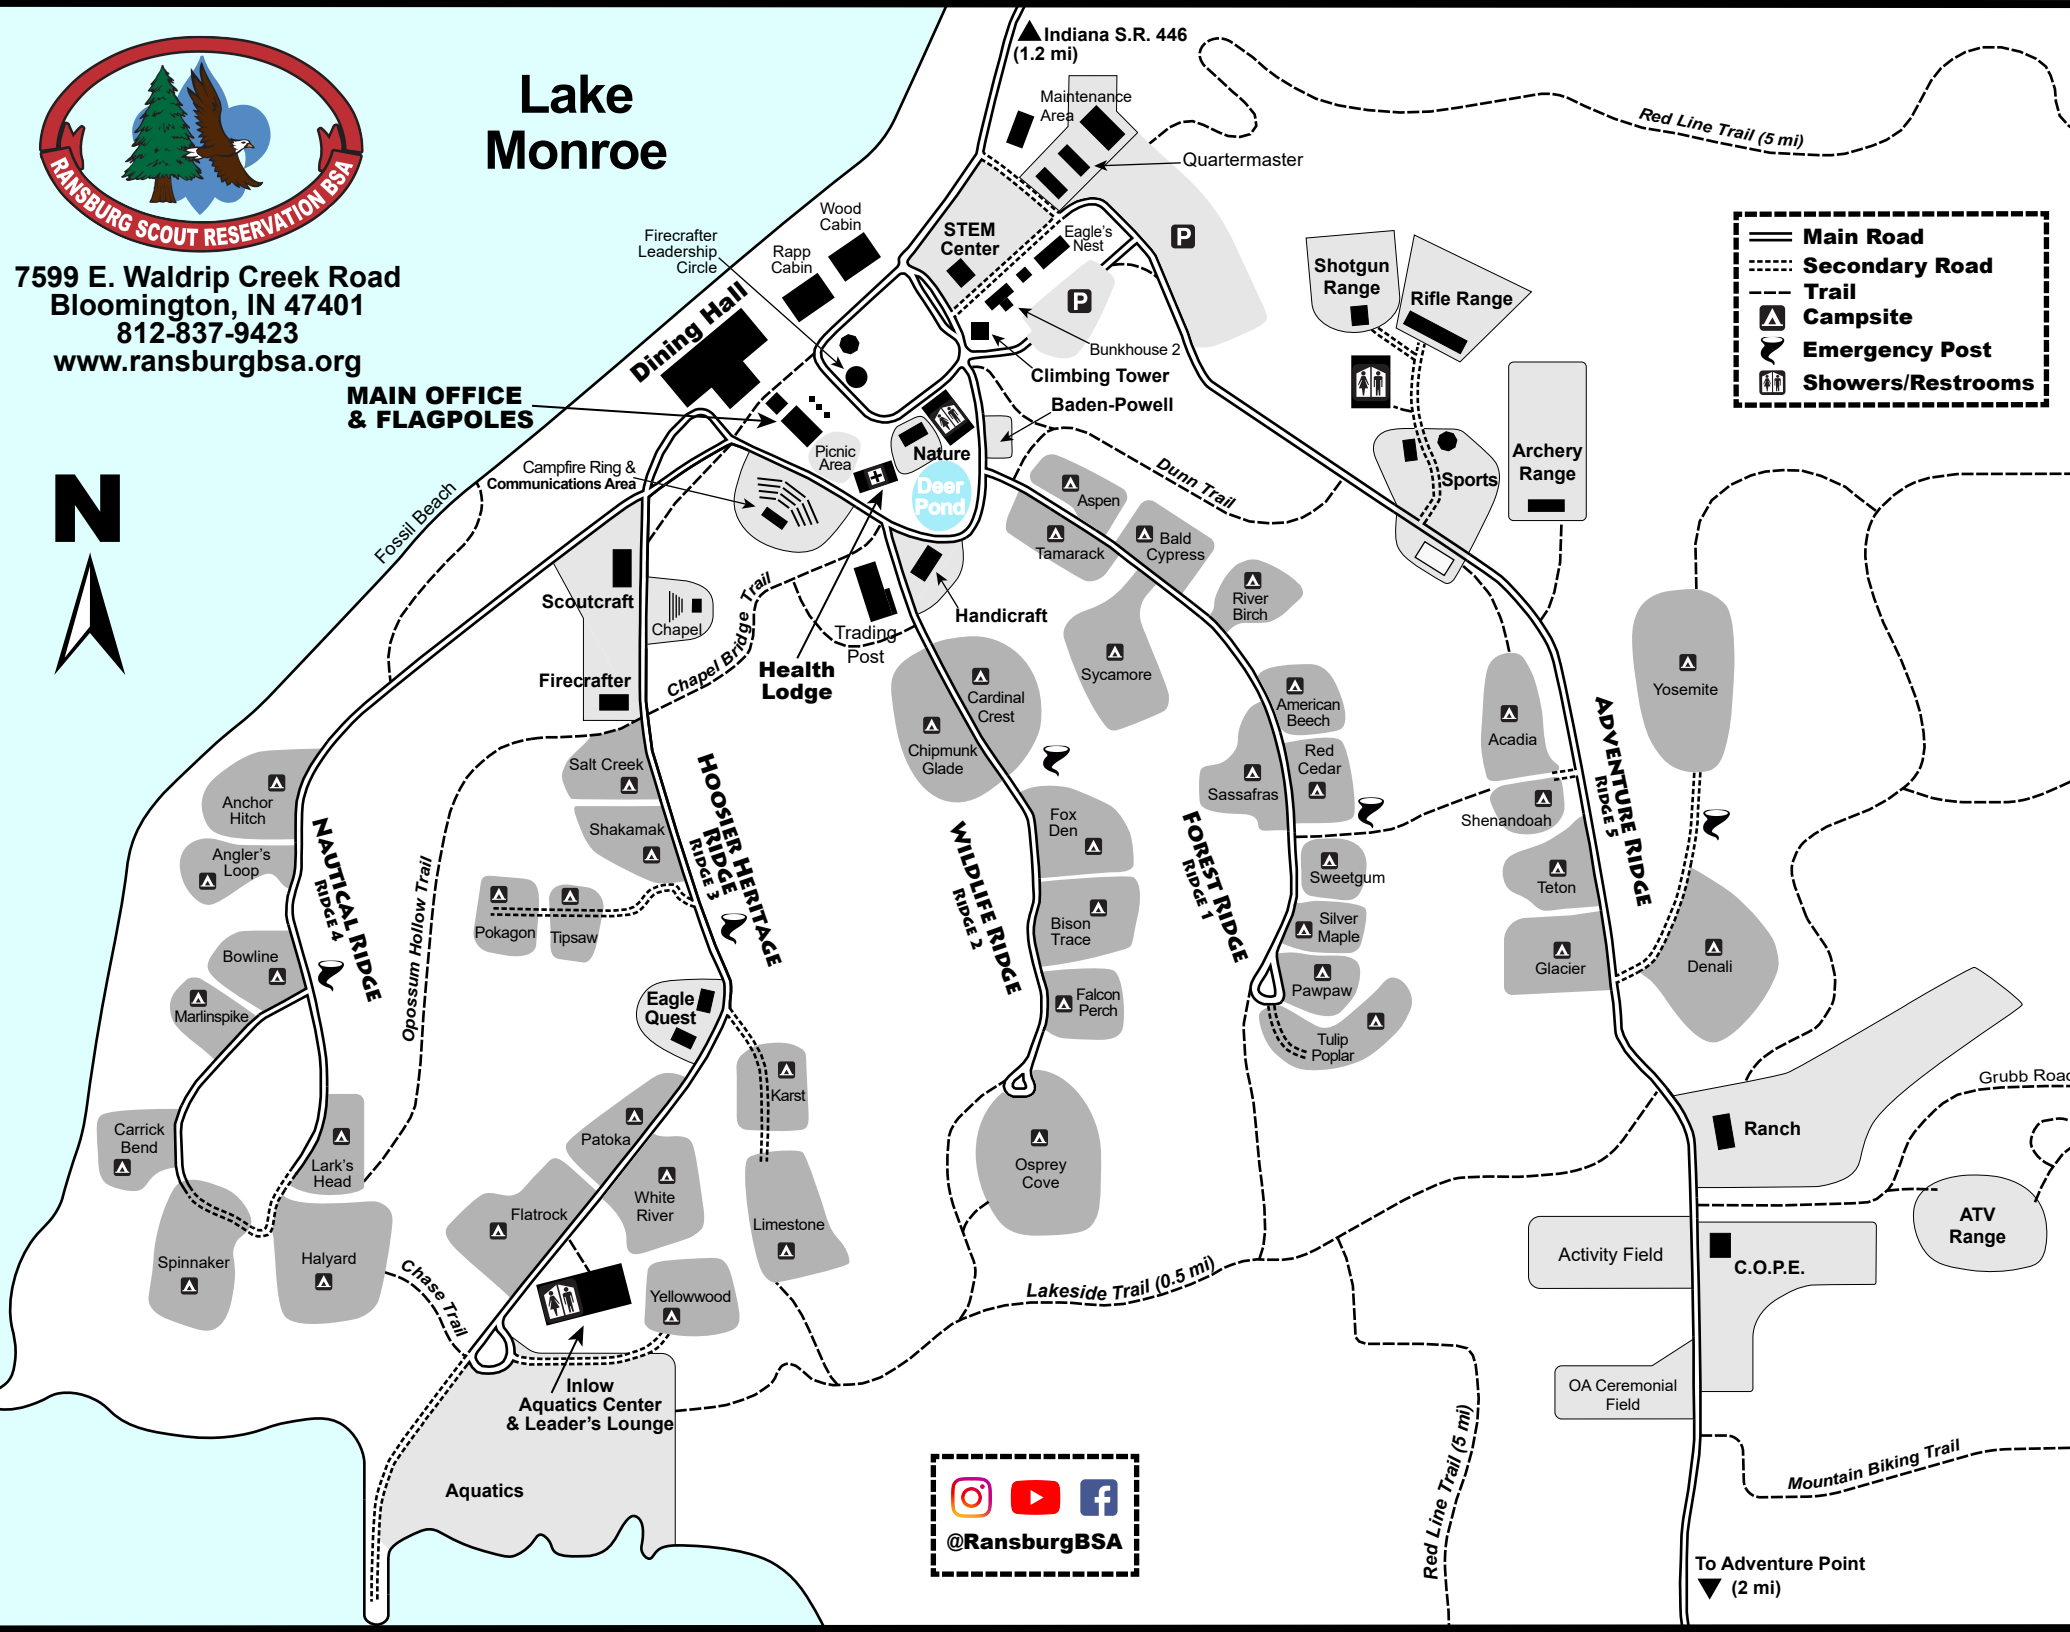 RANSBURG SCOUT RESERVATION BSA
7599 E. Waldrip Creek Road
Bloomington, IN 47401
812-837-9423
www.ransburgbsa.org
Lake
Monroe
Indiana S.R. 446
(1.2 mi)
Maintenance
Area
Quartermaster
Red Line Trail (5 mi)
Main Road
Secondary Road
Trail
Campsite
Emergency Post
Showers/Restrooms
Wood
Cabin
Rapp
Cabin
Firecrafter
Leadership
Circle
STEM
Center
Eagle's
Nest
P
P
Bunkhouse 2
Climbing Tower
Baden-Powell
Dining Hall
MAIN OFFICE
& FLAGPOLES
Picnic
Area
Nature
Deer
Pond
Campfire Ring &
Communications Area
Fossil Beach
Shotgun
Range
Rifle Range
Archery
Range
Sports
Dunn Trail
N
Scoutcraft
Chapel
Firecrafter
Chapel Bridge Trail
Trading
Post
Health
Lodge
Handicraft
Aspen
Tamarack
Bald
Cypress
River
Birch
Sycamore
American
Beech
Red
Cedar
Sassafras
Sweetgum
Silver
Maple
Pawpaw
Tulip
Poplar
FOREST RIDGE
RIDGE 1
Cardinal
Crest
Chipmunk
Glade
Fox
Den
Bison
Trace
Falcon
Perch
Osprey
Cove
WILDLIFE RIDGE
RIDGE 2
Salt Creek
Shakamak
Pokagon
Tipsaw
Eagle
Quest
Karst
Patoka
White
River
Flatrock
Limestone
Yellowwood
HOOSIER HERITAGE
RIDGE
RIDGE 3
Anchor
Hitch
Angler's
Loop
Bowline
Marlinspike
Carrick
Bend
Lark's
Head
Spinnaker
Halyard
NAUTICAL RIDGE
RIDGE 4
Opossum Hollow Trail
Chase Trail
Acadia
Shenandoah
Teton
Glacier
Yosemite
Denali
ADVENTURE RIDGE
RIDGE 5
Ranch
Grubb Road
ATV
Range
Activity Field
C.O.P.E.
OA Ceremonial
Field
Lakeside Trail (0.5 mi)
Red Line Trail (5 mi)
Mountain Biking Trail
Inlow
Aquatics Center
& Leader's Lounge
Aquatics
@RansburgBSA
To Adventure Point
(2 mi)